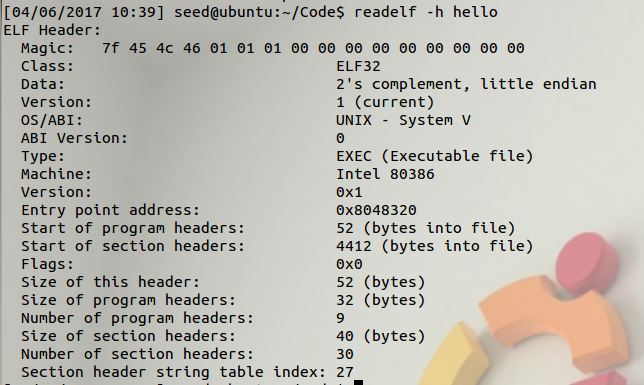 [04/06/2017 10:39] seed@ubuntu:~/Code$ readelf -h hello
ELF Header:
  Magic:   7f 45 4c 46 01 01 01 00 00 00 00 00 00 00 00 00
  Class:                             ELF32
  Data:                              2's complement, little endian
  Version:                           1 (current)
  OS/ABI:                            UNIX - System V
  ABI Version:                       0
  Type:                              EXEC (Executable file)
  Machine:                           Intel 80386
  Version:                           0x1
  Entry point address:               0x8048320
  Start of program headers:          52 (bytes into file)
  Start of section headers:          4412 (bytes into file)
  Flags:                             0x0
  Size of this header:               52 (bytes)
  Size of program headers:           32 (bytes)
  Number of program headers:         9
  Size of section headers:           40 (bytes)
  Number of section headers:         30
  Section header string table index: 27